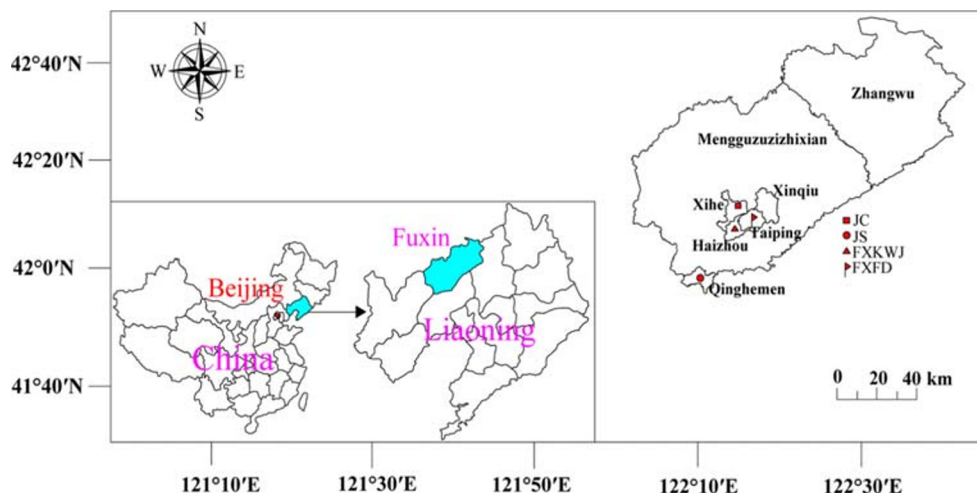 N
W
E
S
42°40′N
42°20′N
42°0′N
41°40′N
Zhangwu
Mengguzuzizhixian
Xinqiu
Xihe
Taiping
Haizhou
Qinghemen
JC
JS
FXKWJ
FXFD
Fuxin
Beijing
Liaoning
China
0 20 40 km
121°10′E
121°30′E
121°50′E
122°10′E
122°30′E